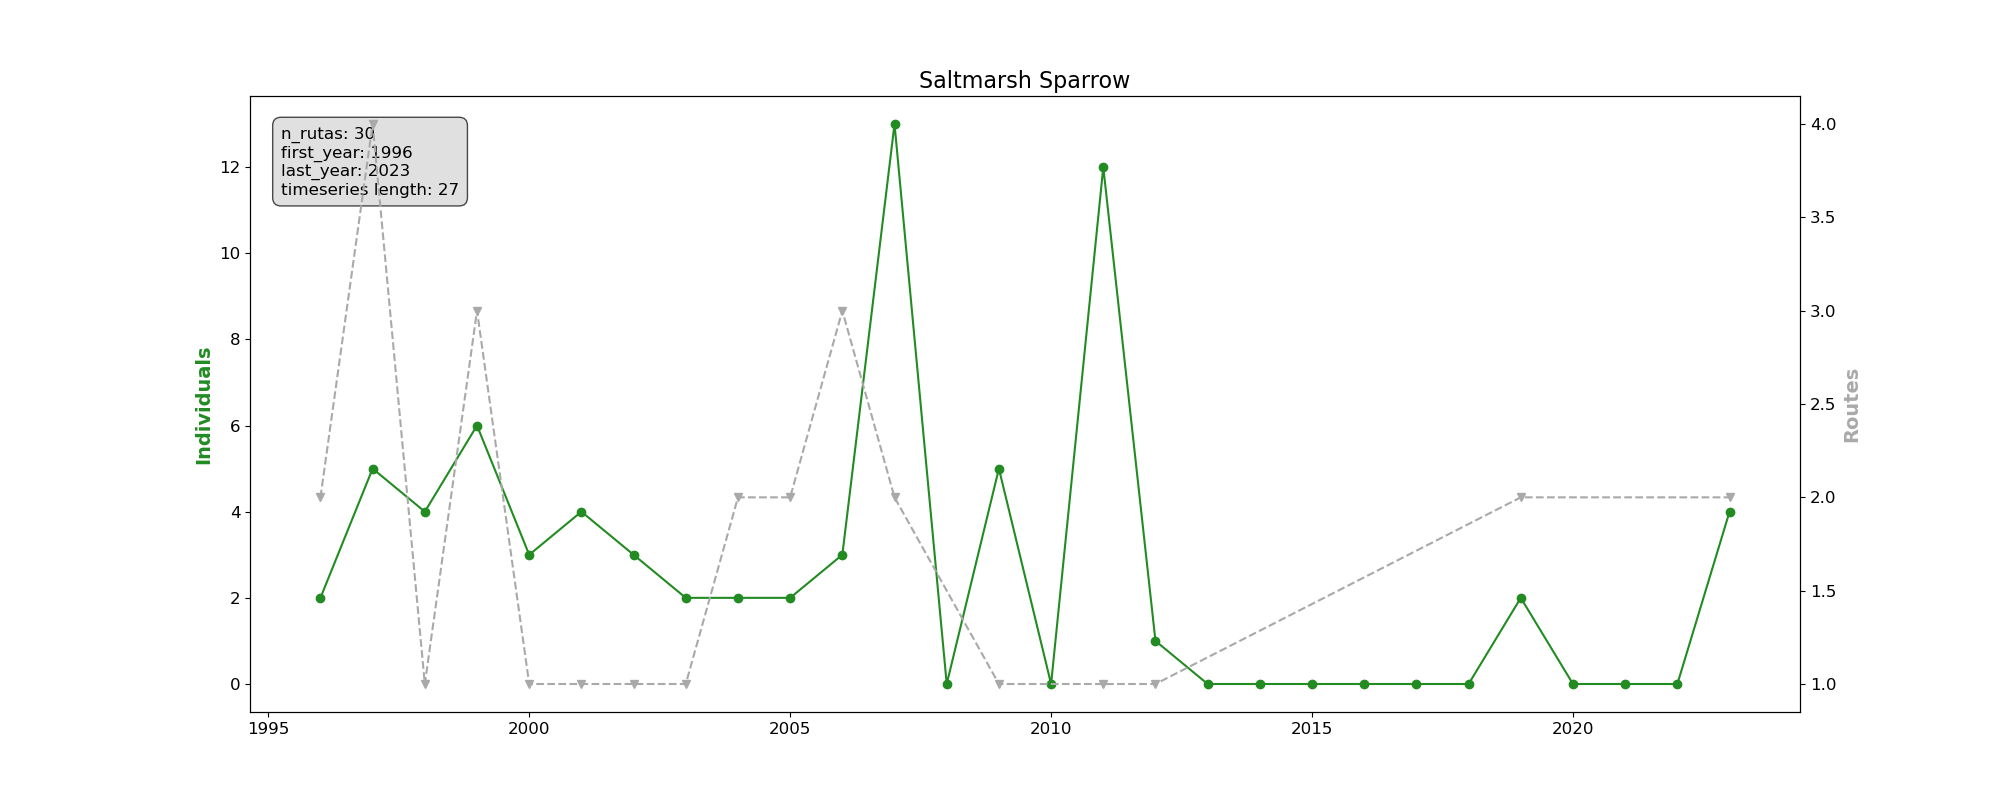 Saltmarsh Sparrow
n_rutas: 30
first_year: 1996
last_year: 2023
timeseries length: 27
12
10
8
6
4
2
0
Individuals
4.0
3.5
3.0
2.5
2.0
1.5
1.0
Routes
1995 2000 2005 2010 2015 2020